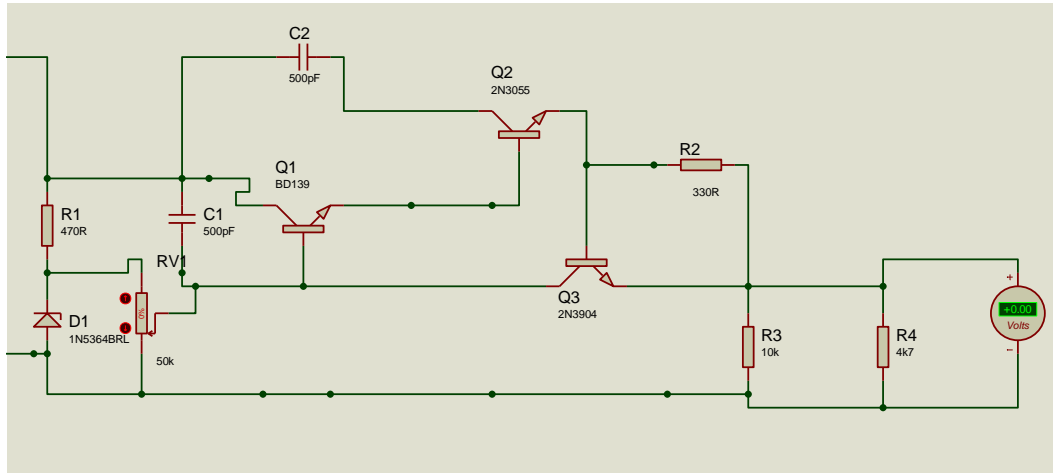 C2
500pF
Q2
2N3055
Q1
BD139
R2
330R
R1
470R
C1
500pF
RV1
0%
50k
D1
1N5364BRL
Q3
2N3904
R3
10k
R4
4k7
+
+0.00
Volts
-